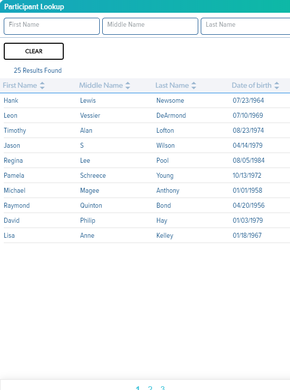 Participant Lookup
First Name Middle Name Last Name
CLEAR
25 Results Found
First Name Middle Name Last Name Date of birth
Hank Lewis Newsome 07/23/1964
Leon Vessier DeArmond 07/10/1969
Timothy Alan Lofton 08/23/1974
Jason S Wilson 04/14/1979
Regina Lee Pool 08/05/1984
Pamela Schreece Young 10/13/1972
Michael Magee Anthony 01/01/1958
Raymond Quinton Bond 04/20/1956
David Philip Hay 01/03/1979
Lisa Anne Kelley 01/18/1967
1 2 3